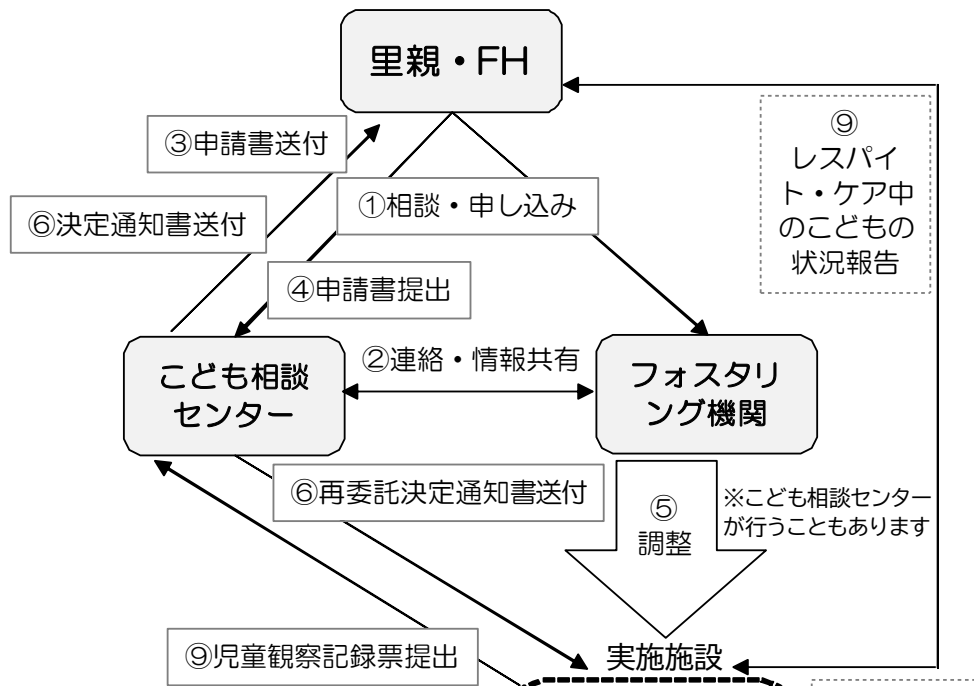 里親・FH
③申請書送付
⑨
レスパイ
ト・ケア中
のこどもの
状況報告
①相談・申し込み
⑥決定通知書送付
④申請書提出
こども相談
センター
②連絡・情報共有
フォスタリ
ング機関
⑥再委託決定通知書送付
⑤
調整
※こども相談センター
が行うこともあります
⑨児童観察記録票提出
実施施設